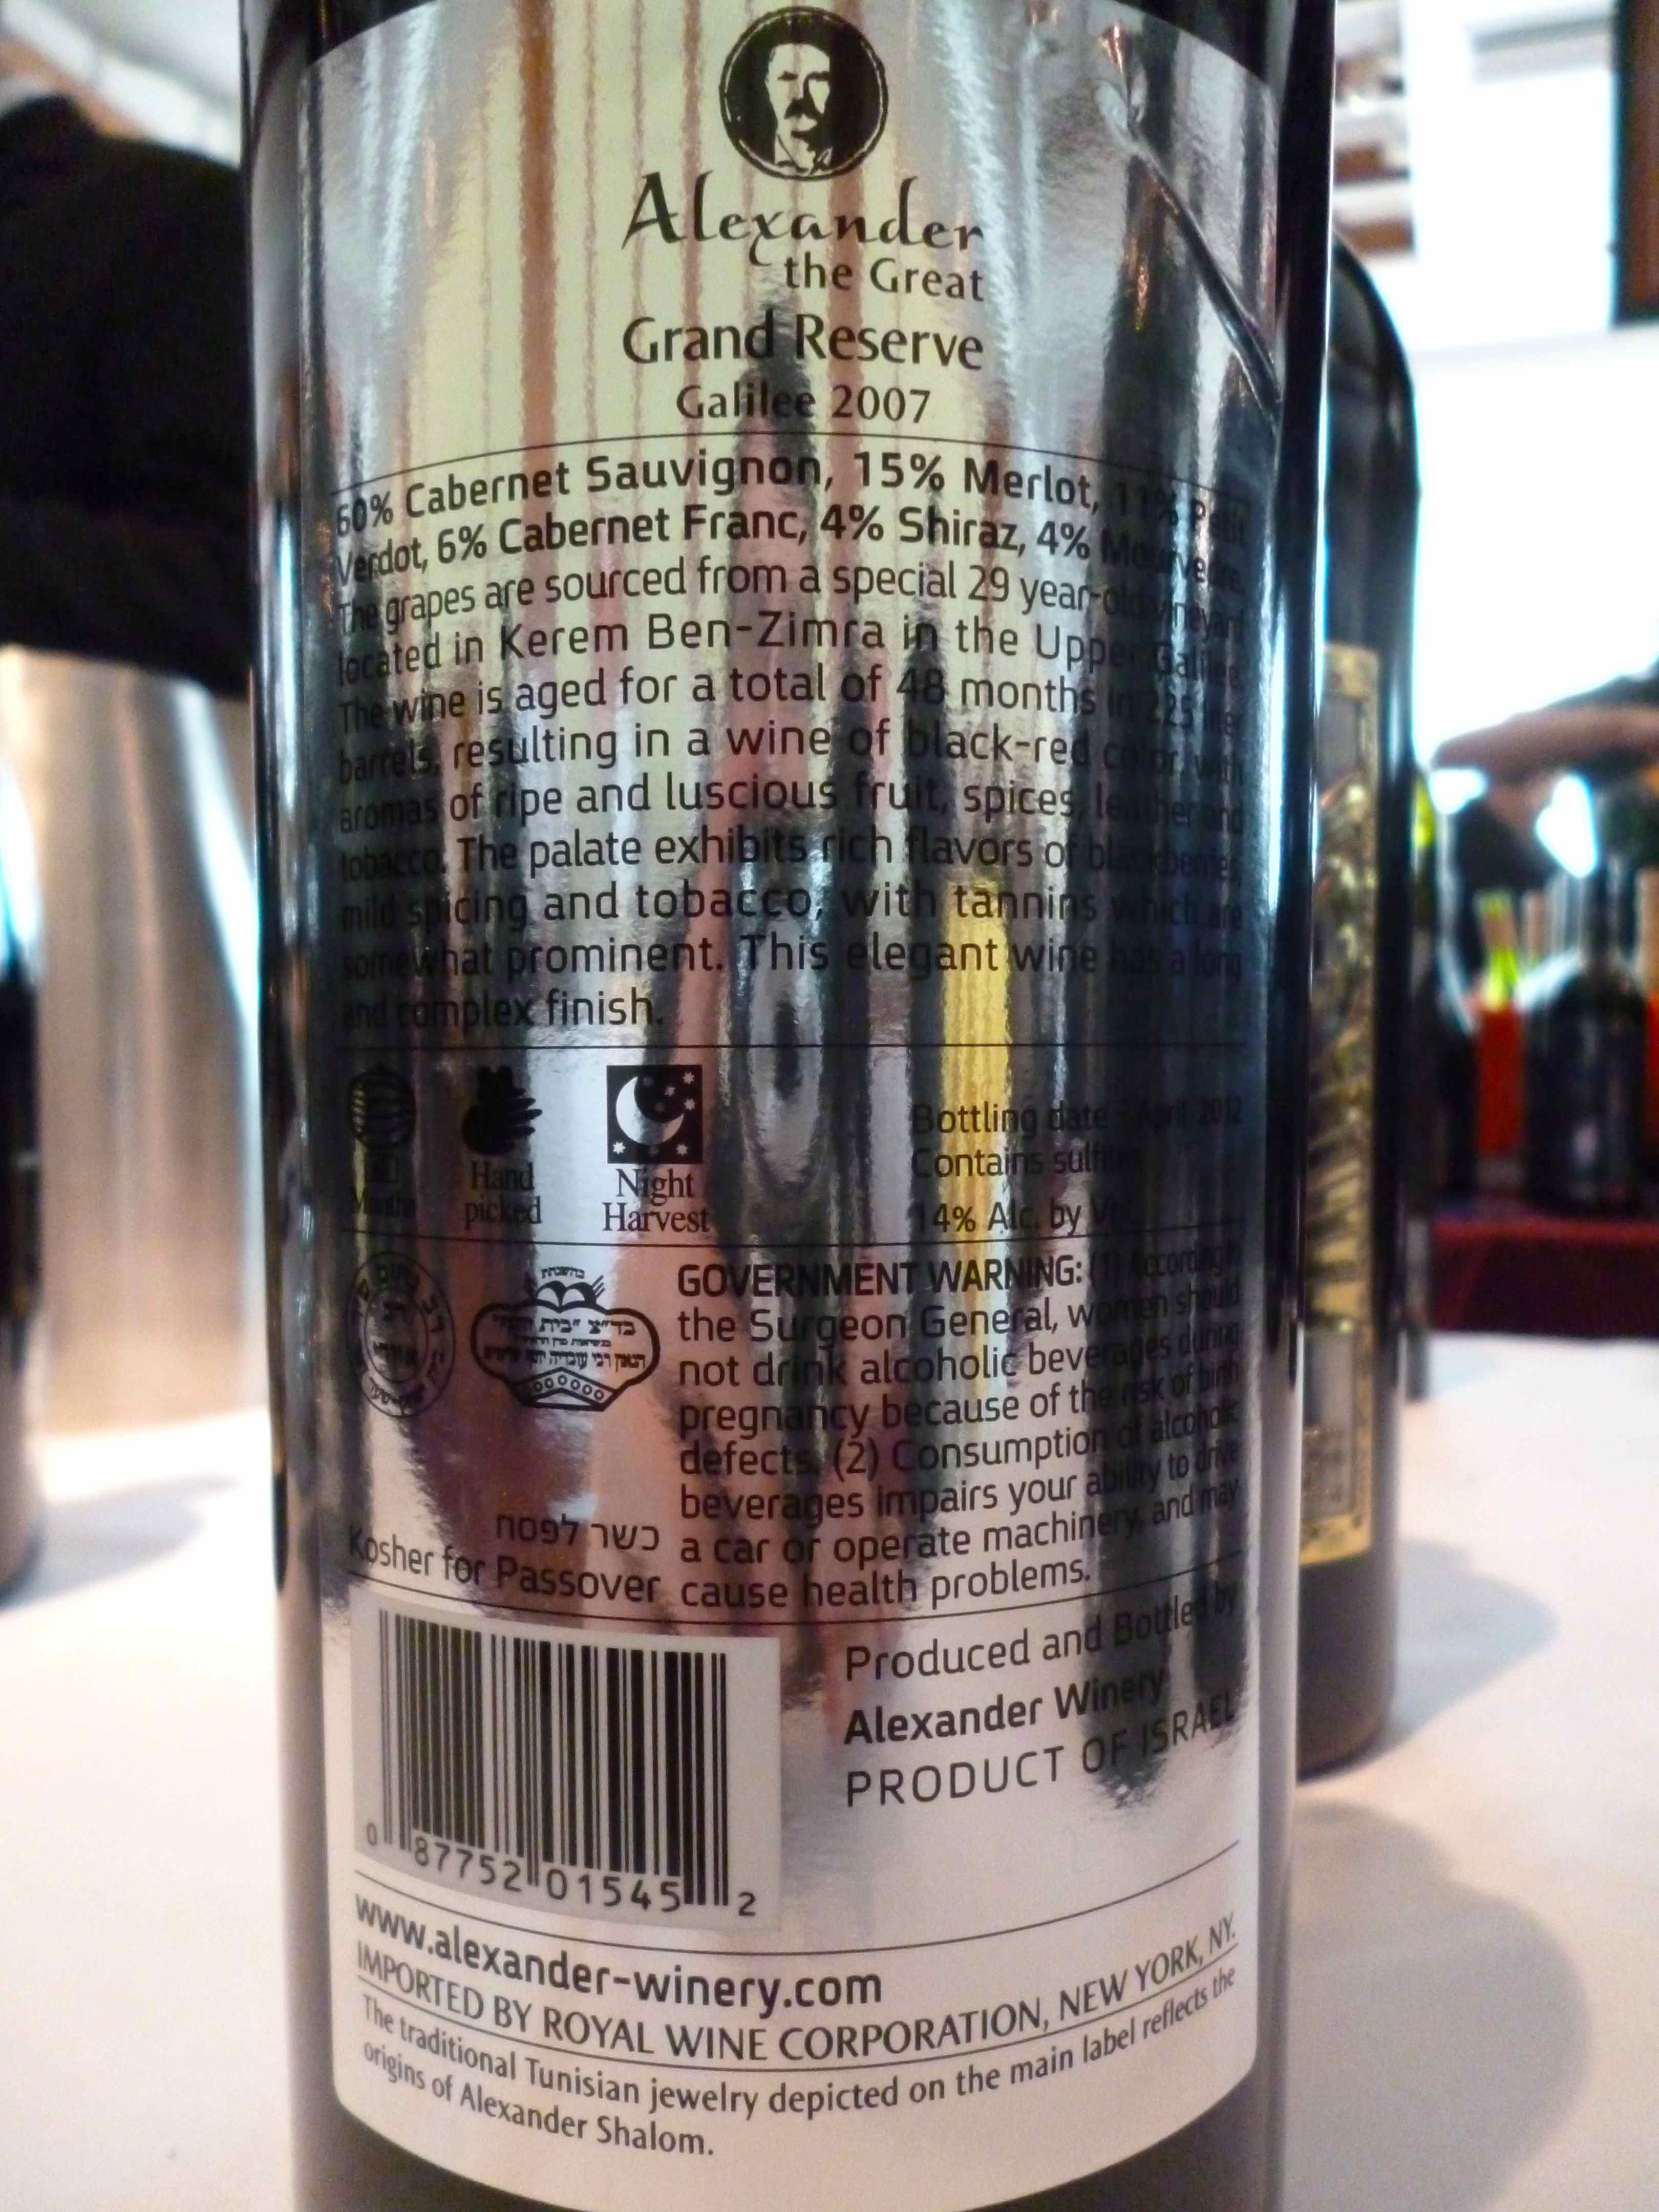 Alexander
the Great
Grand Reserve
Galilee 2007
60% Cabernet Sauvignon, 15% Merlot, 11% Petit
Verdot, 6% Cabernet Franc, 4% Shiraz, 4% Mourvedre.
The grapes are sourced from a special 29 year-old vineyard
located in Kerem Ben-Zimra in the Upper Galilee.
The wine is aged for a total of 48 months in 225 liter
barrels, resulting in a wine of black-red color, with
aromas of ripe and luscious fruit, spices, leather and
tobacco. The palate exhibits rich flavors of blackberries,
mild spicing and tobacco, with tannins which are
somewhat prominent. This elegant wine has a long
and complex finish.
Months
Hand
picked
Night
Harvest
Bottling date April 2012
Contains sulfites
14% Alc. by Vol.
בהשגחת
בד"צ "בית יוסף"
GOVERNMENT WARNING: (1) According to
the Surgeon General, women should
not drink alcoholic beverages during
pregnancy because of the risk of birth
defects. (2) Consumption of alcoholic
beverages impairs your ability to drive
a car or operate machinery, and may
cause health problems.
כשר לפסח
Kosher for Passover
0 87752 01545 2
Produced and Bottled by
Alexander Winery
PRODUCT OF ISRAEL
www.alexander-winery.com
IMPORTED BY ROYAL WINE CORPORATION, NEW YORK, NY.
The traditional Tunisian jewelry depicted on the main label reflects the
origins of Alexander Shalom.